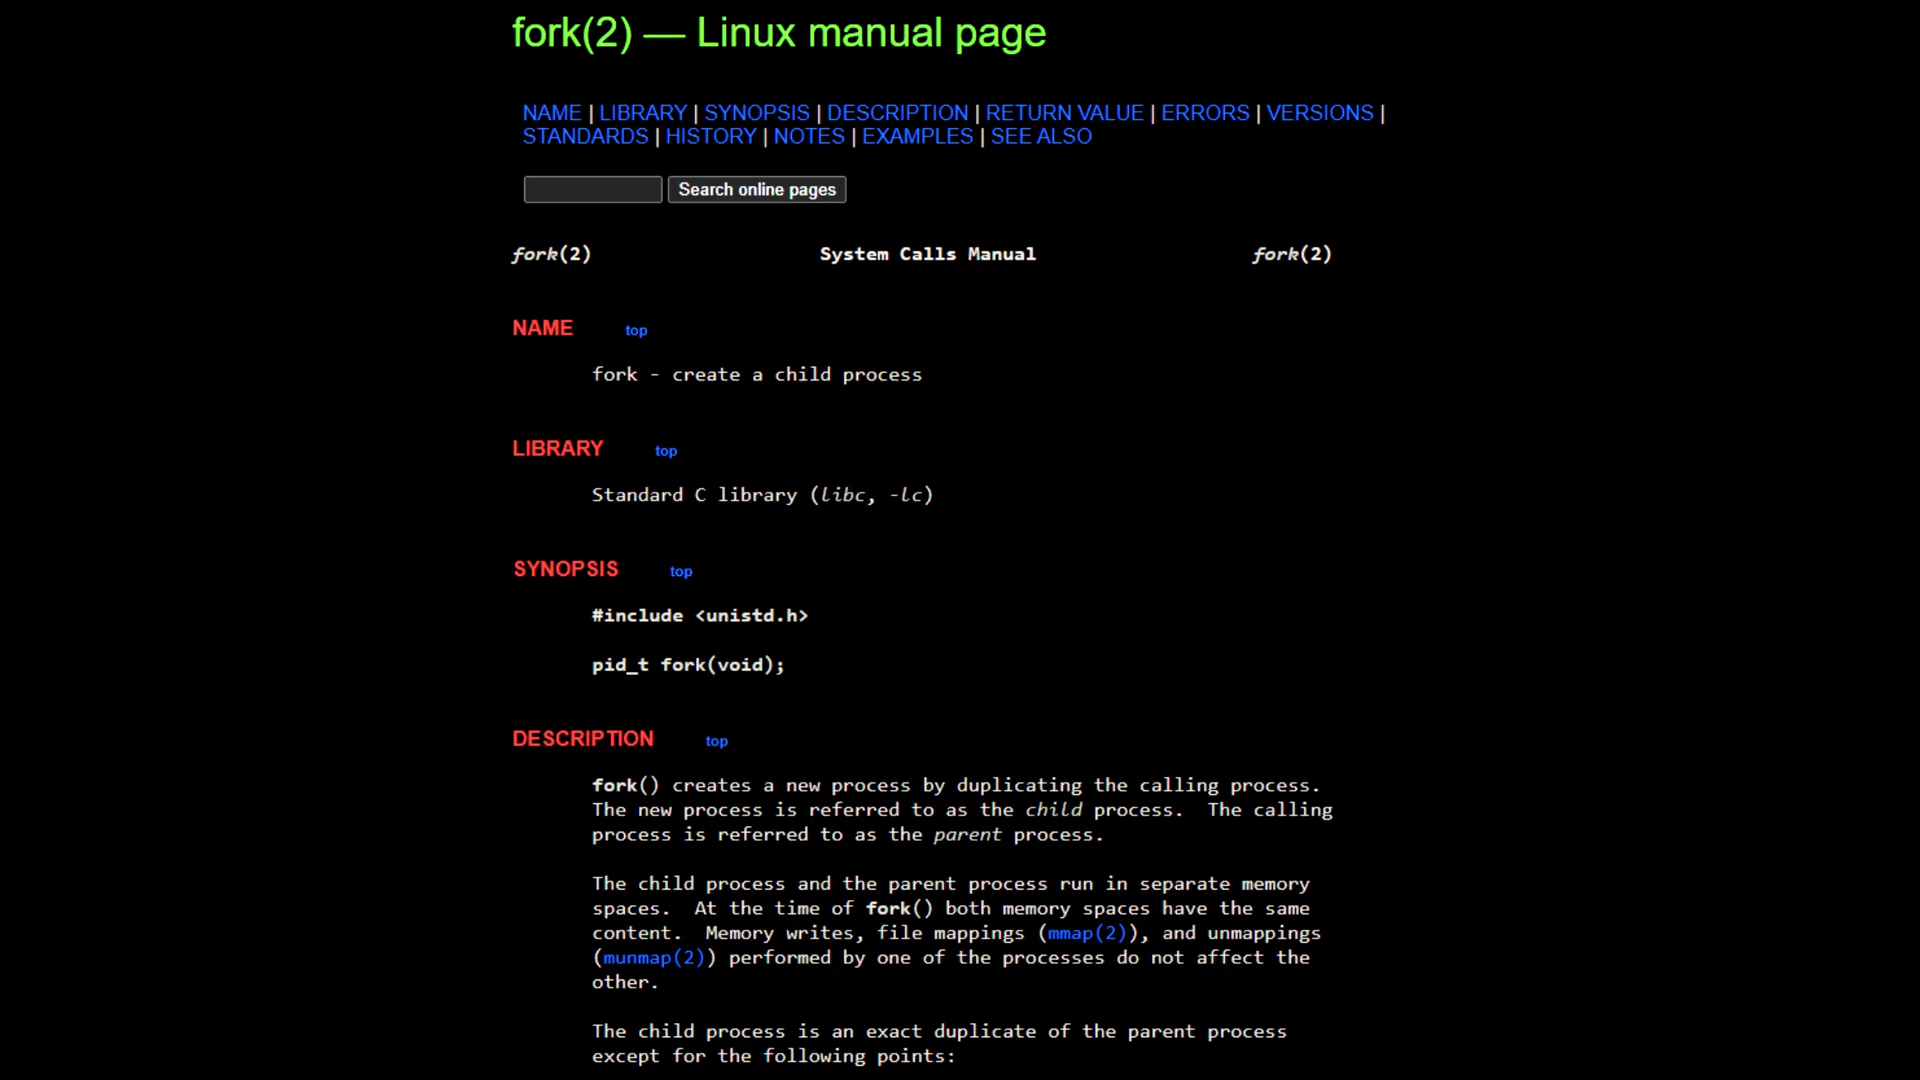 fork(2) — Linux manual page
NAME | LIBRARY | SYNOPSIS | DESCRIPTION | RETURN VALUE | ERRORS | VERSIONS |
STANDARDS | HISTORY | NOTES | EXAMPLES | SEE ALSO
Search online pages
fork(2) System Calls Manual fork(2)
NAME top
fork - create a child process
LIBRARY top
Standard C library (libc, -lc)
SYNOPSIS top
#include <unistd.h>
pid_t fork(void);
DESCRIPTION top
fork() creates a new process by duplicating the calling process.
The new process is referred to as the child process.  The calling
process is referred to as the parent process.
The child process and the parent process run in separate memory
spaces.  At the time of fork() both memory spaces have the same
content.  Memory writes, file mappings (mmap(2)), and unmappings
(munmap(2)) performed by one of the processes do not affect the
other.
The child process is an exact duplicate of the parent process
except for the following points: